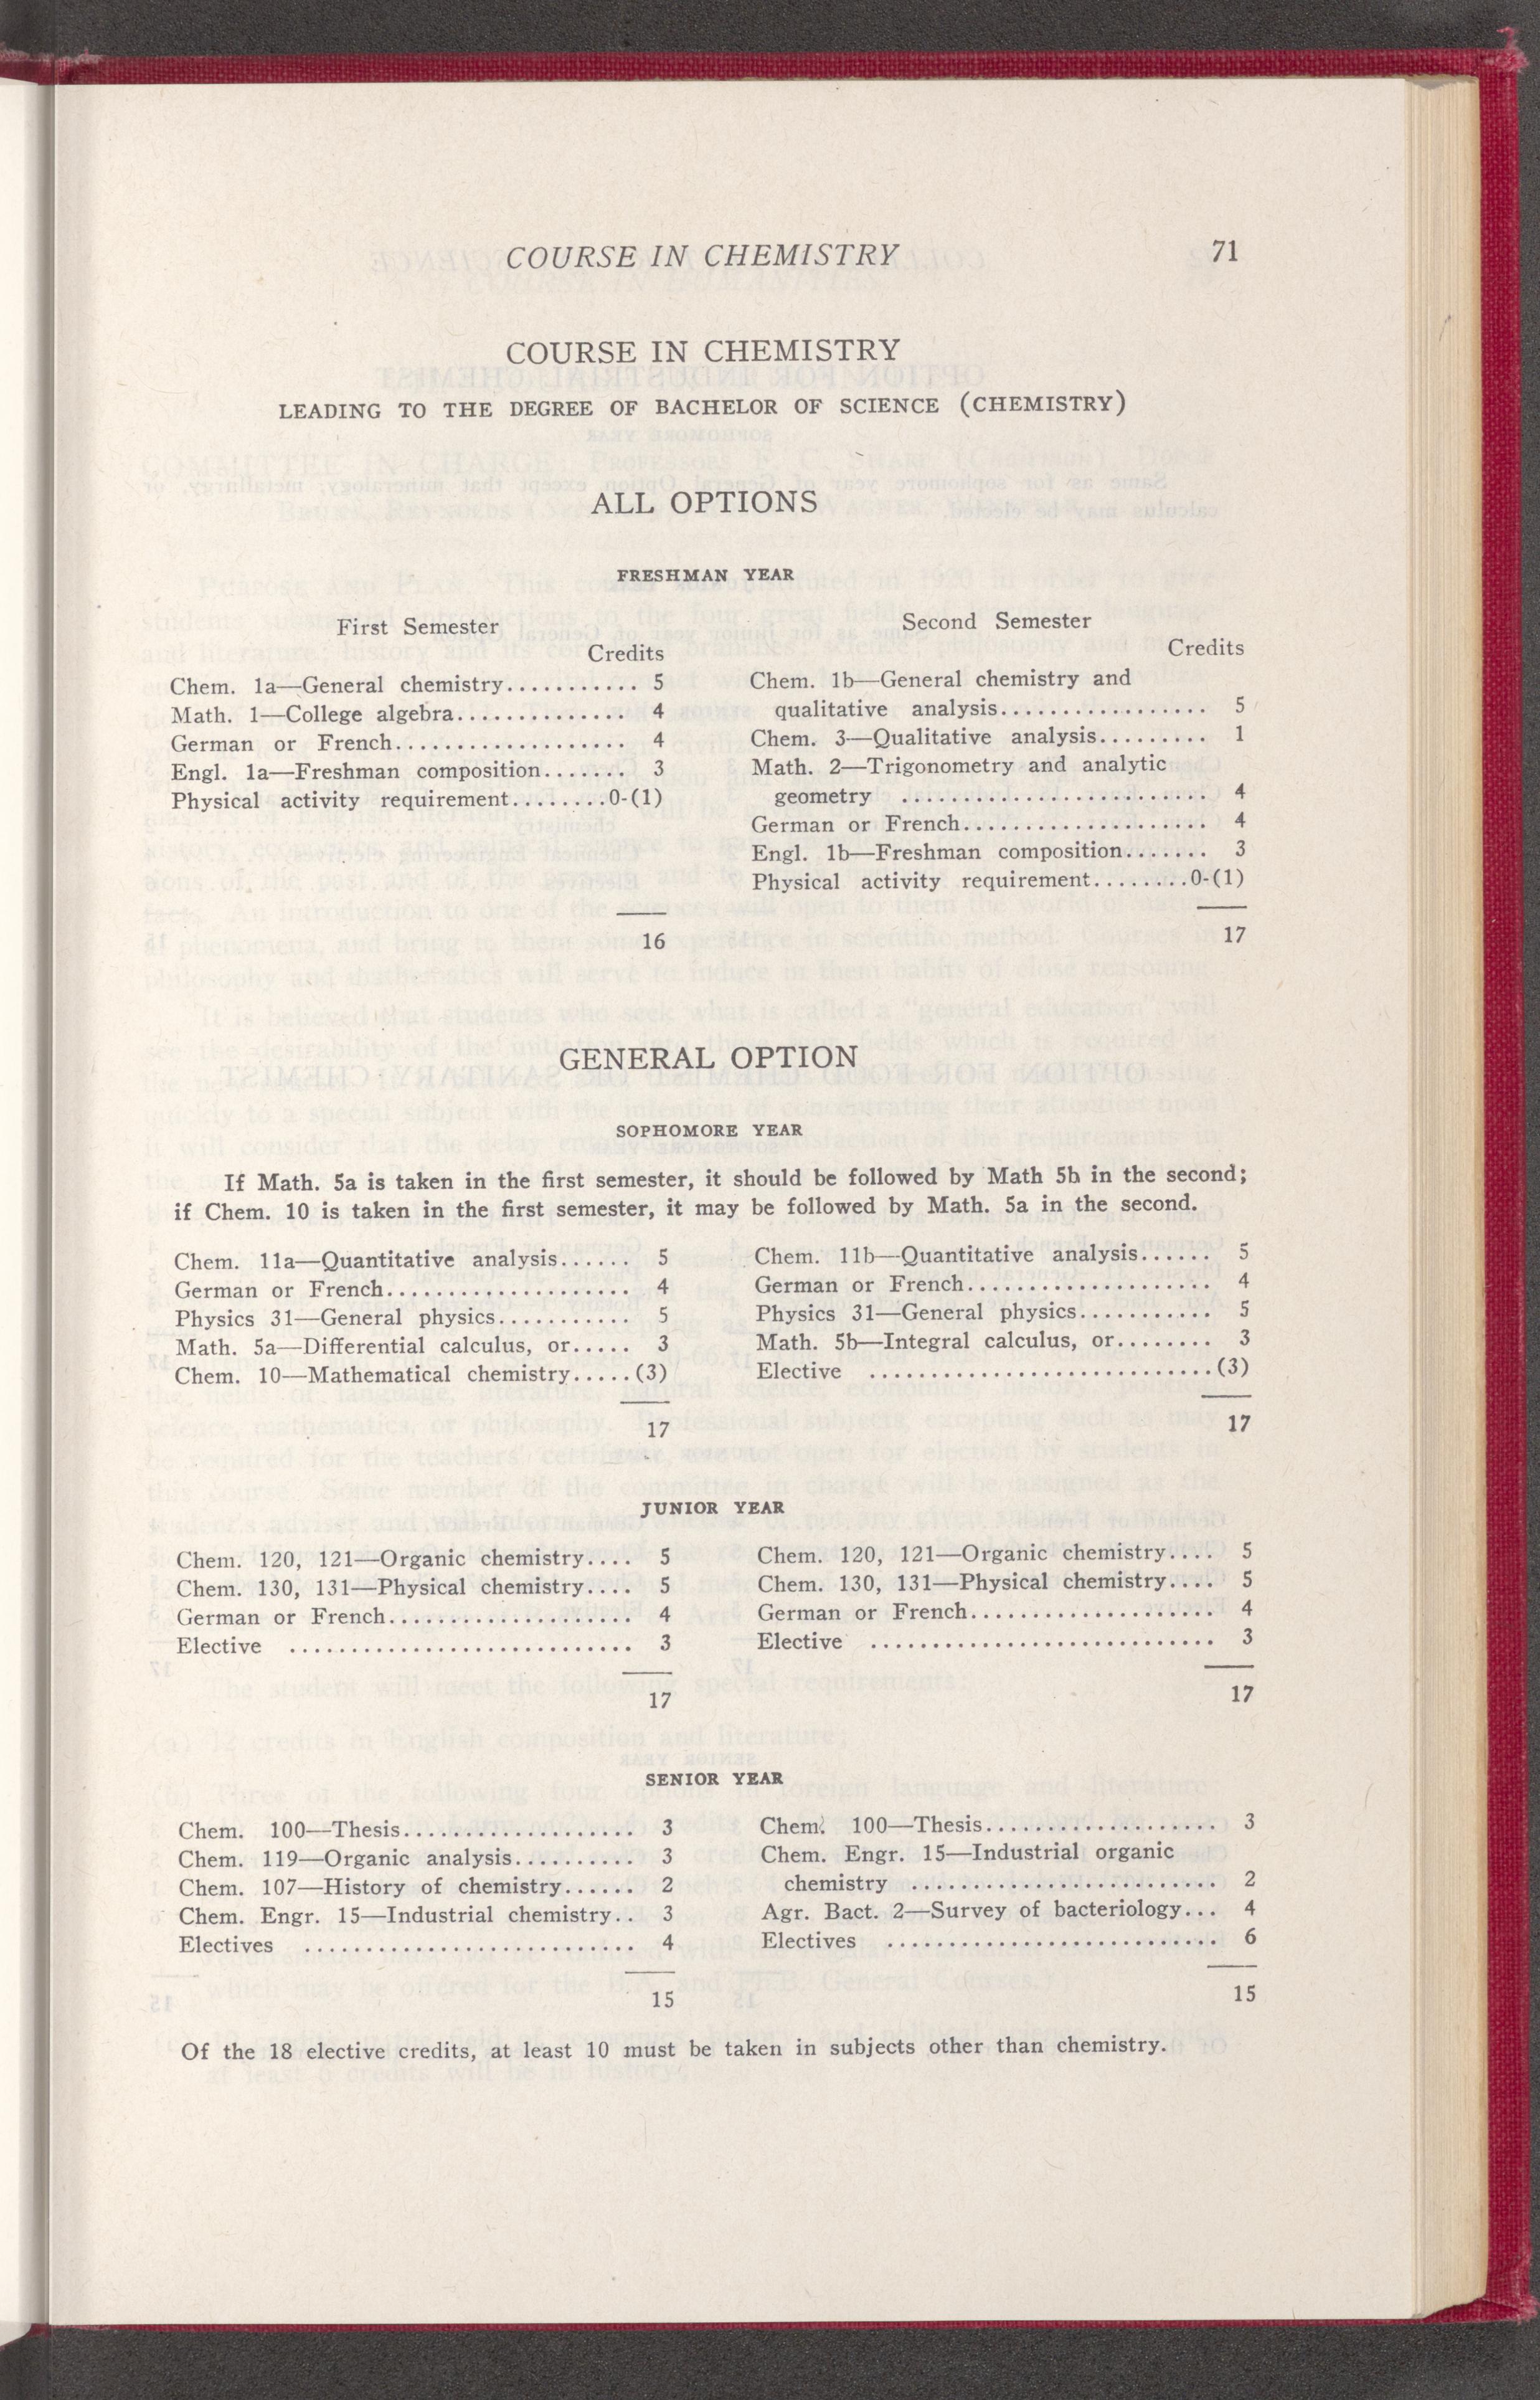 COURSE IN CHEMISTRY 71
COURSE IN CHEMISTRY
LEADING TO THE DEGREE OF BACHELOR OF SCIENCE (CHEMISTRY)
ALL OPTIONS
FRESHMAN YEAR
First Semester
Credits
Chem. 1a—General chemistry........... 5
Math. 1—College algebra.............. 4
German or French................... 4
Engl. 1a—Freshman composition....... 3
Physical activity requirement........0-(1)
16
Second Semester
Credits
Chem. 1b—General chemistry and
qualitative analysis................. 5
Chem. 3—Qualitative analysis......... 1
Math. 2—Trigonometry and analytic
geometry ......................... 4
German or French.................... 4
Engl. 1b—Freshman composition....... 3
Physical activity requirement........0-(1)
17
GENERAL OPTION
SOPHOMORE YEAR
If Math. 5a is taken in the first semester, it should be followed by Math 5b in the second;
if Chem. 10 is taken in the first semester, it may be followed by Math. 5a in the second.
Chem. 11a—Quantitative analysis...... 5
German or French.................... 4
Physics 31—General physics........... 5
Math. 5a—Differential calculus, or..... 3
Chem. 10—Mathematical chemistry.....(3)
17
Chem. 11b—Quantitative analysis...... 5
German or French.................... 4
Physics 31—General physics........... 5
Math. 5b—Integral calculus, or........ 3
Elective ............................(3)
17
JUNIOR YEAR
Chem. 120, 121—Organic chemistry.... 5
Chem. 130, 131—Physical chemistry.... 5
German or French.................... 4
Elective ............................ 3
17
Chem. 120, 121—Organic chemistry.... 5
Chem. 130, 131—Physical chemistry.... 5
German or French.................... 4
Elective ............................ 3
17
SENIOR YEAR
Chem. 100—Thesis................... 3
Chem. 119—Organic analysis.......... 3
Chem. 107—History of chemistry...... 2
Chem. Engr. 15—Industrial chemistry.. 3
Electives ........................... 4
15
Chem. 100—Thesis................... 3
Chem. Engr. 15—Industrial organic
chemistry ......................... 2
Agr. Bact. 2—Survey of bacteriology... 4
Electives ........................... 6
15
Of the 18 elective credits, at least 10 must be taken in subjects other than chemistry.